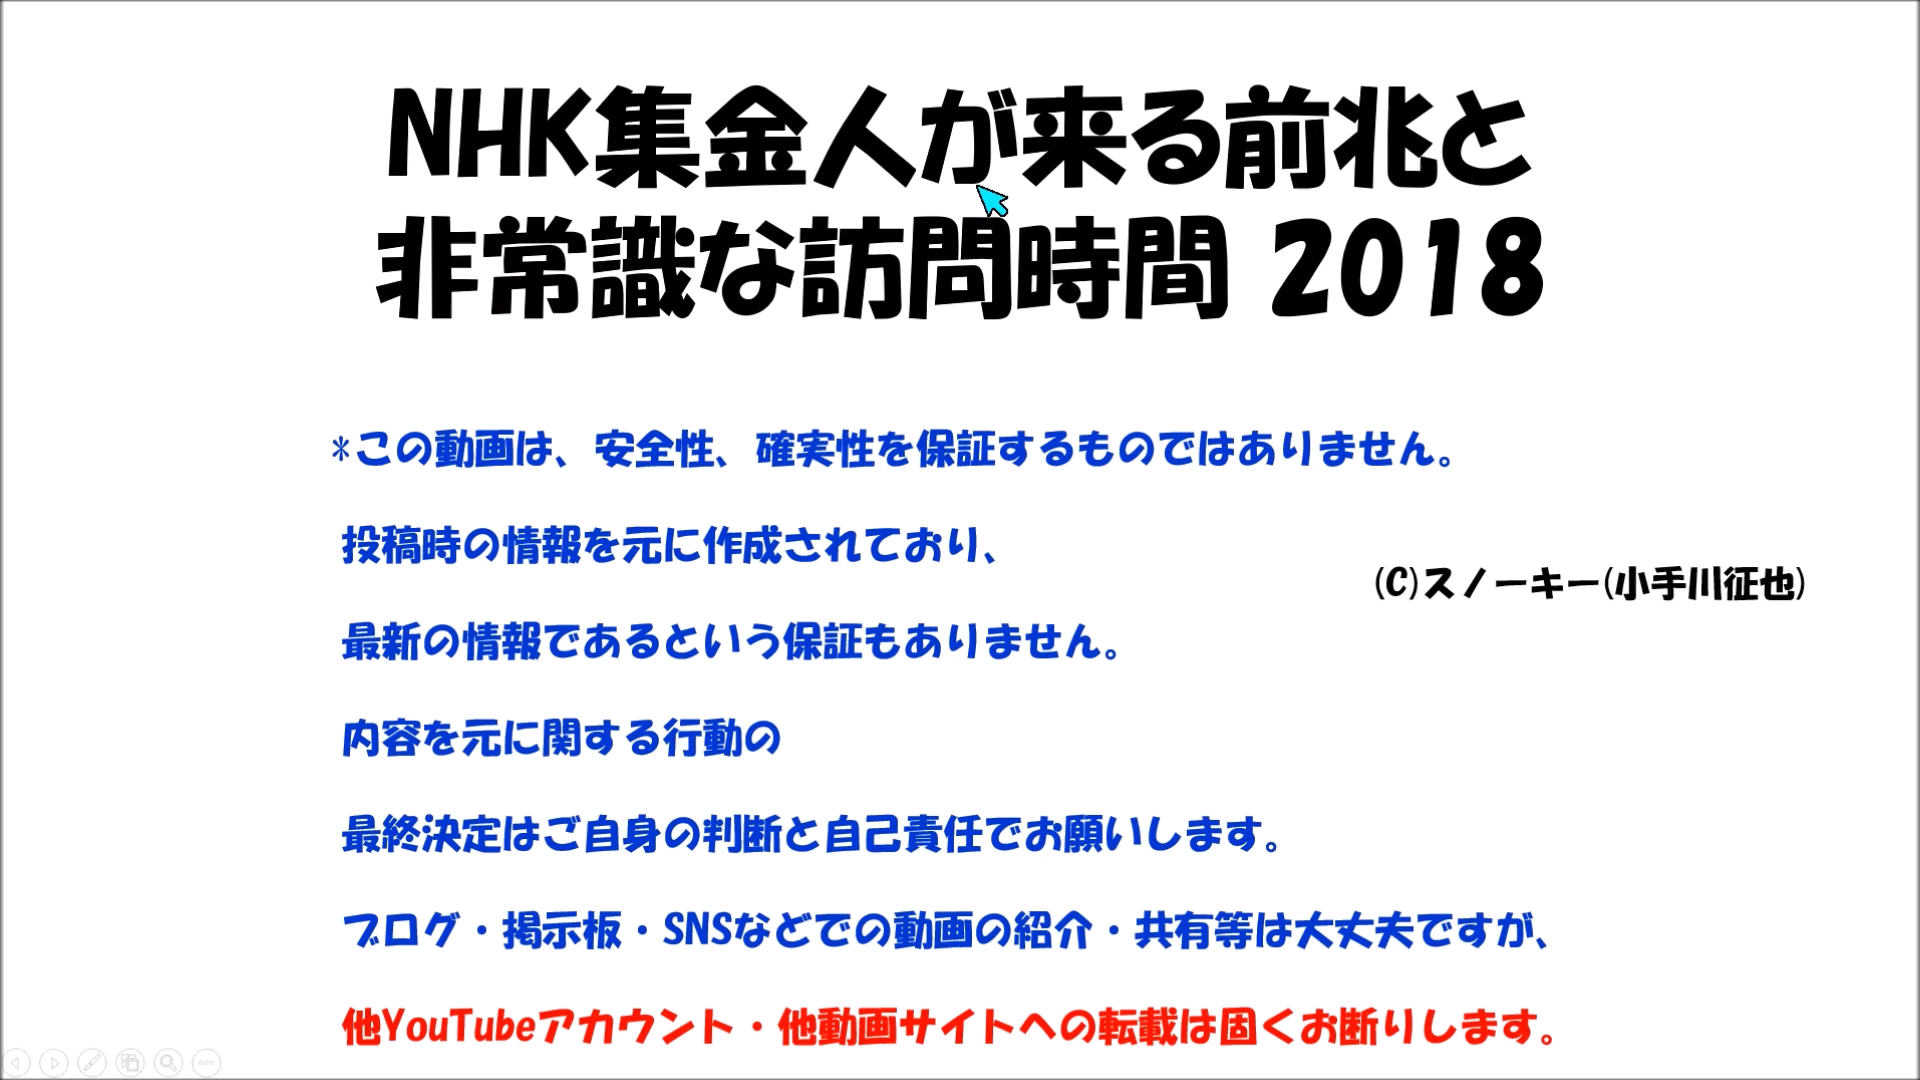 NHK集金人が来る前兆と
非常識な訪問時間 2018
*この動画は、安全性、確実性を保証するものではありません。
投稿時の情報を元に作成されており、
(C)スノーキー(小手川征也)
最新の情報であるという保証もありません。
内容を元に関する行動の
最終決定はご自身の判断と自己責任でお願いします。
ブログ・掲示板・SNSなどでの動画の紹介・共有等は大丈夫ですが、
他YouTubeアカウント・他動画サイトへの転載は固くお断りします。